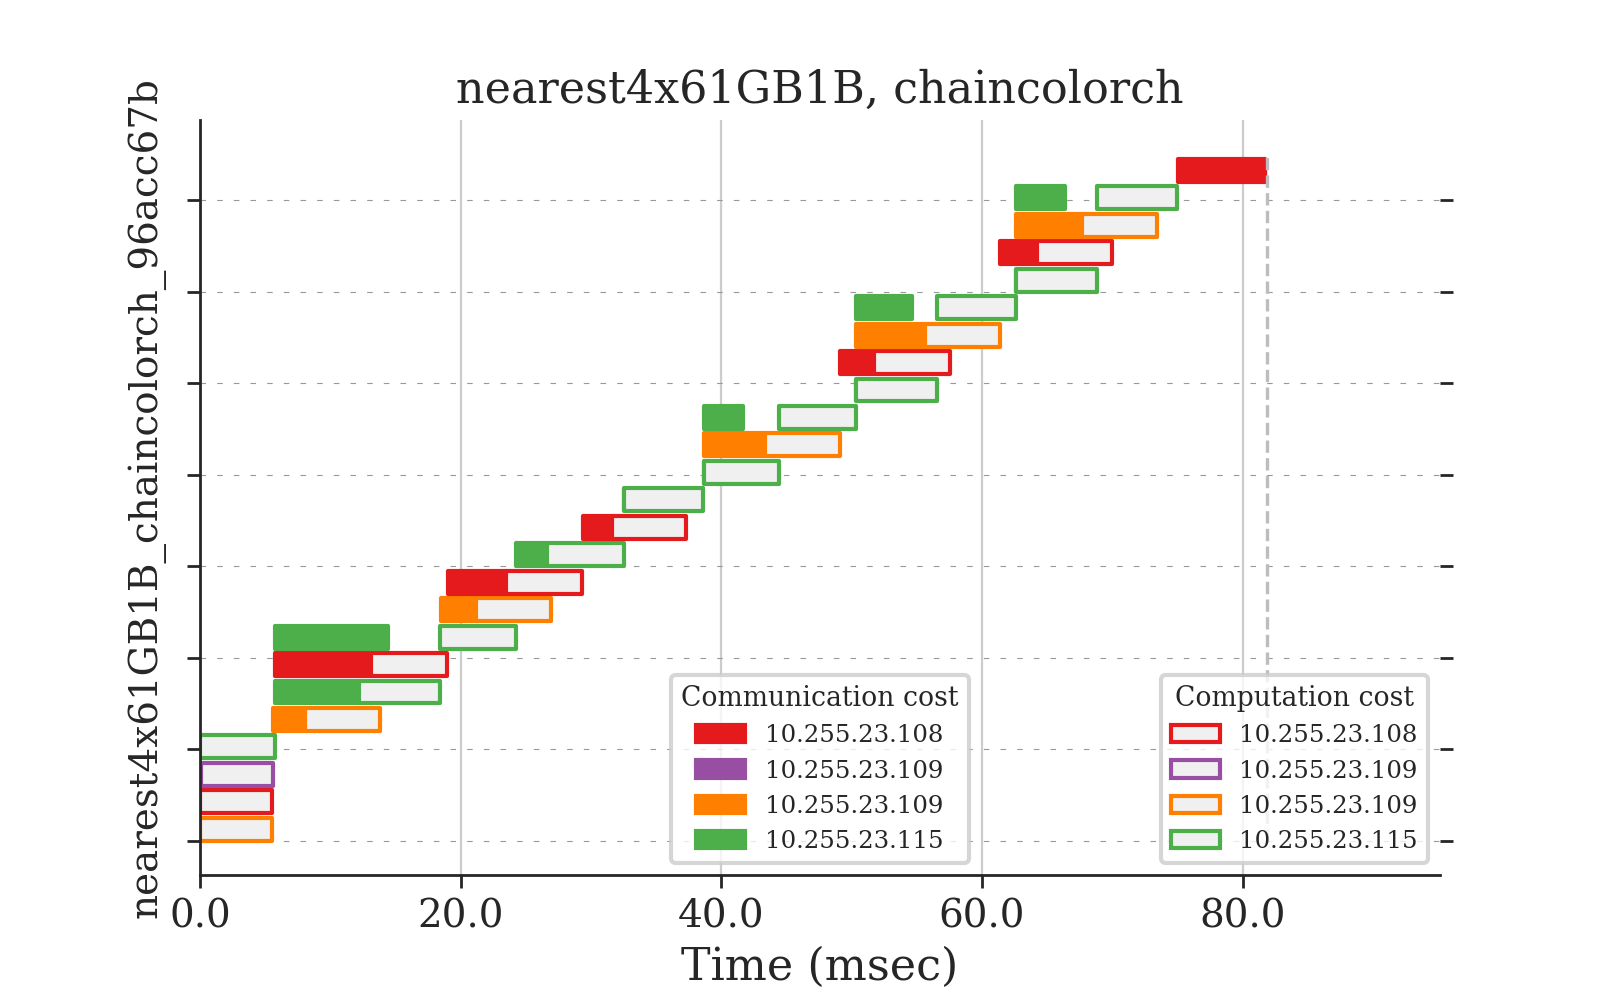 nearest4x61GB1B, chaincolorch
nearest4x61GB1B_chaincolorch_96acc67b
Communication cost
10.255.23.108
10.255.23.109
10.255.23.109
10.255.23.115
Computation cost
10.255.23.108
10.255.23.109
10.255.23.109
10.255.23.115
0.0 20.0 40.0 60.0 80.0
Time (msec)